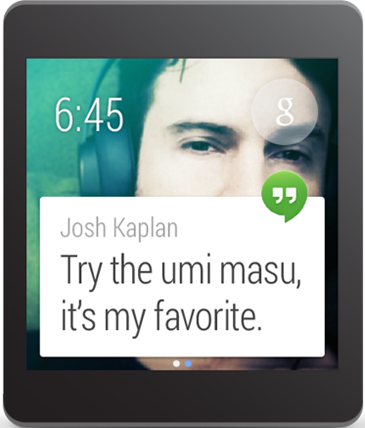 6:45
g
Josh Kaplan
Try the umi masu,
it's my favorite.